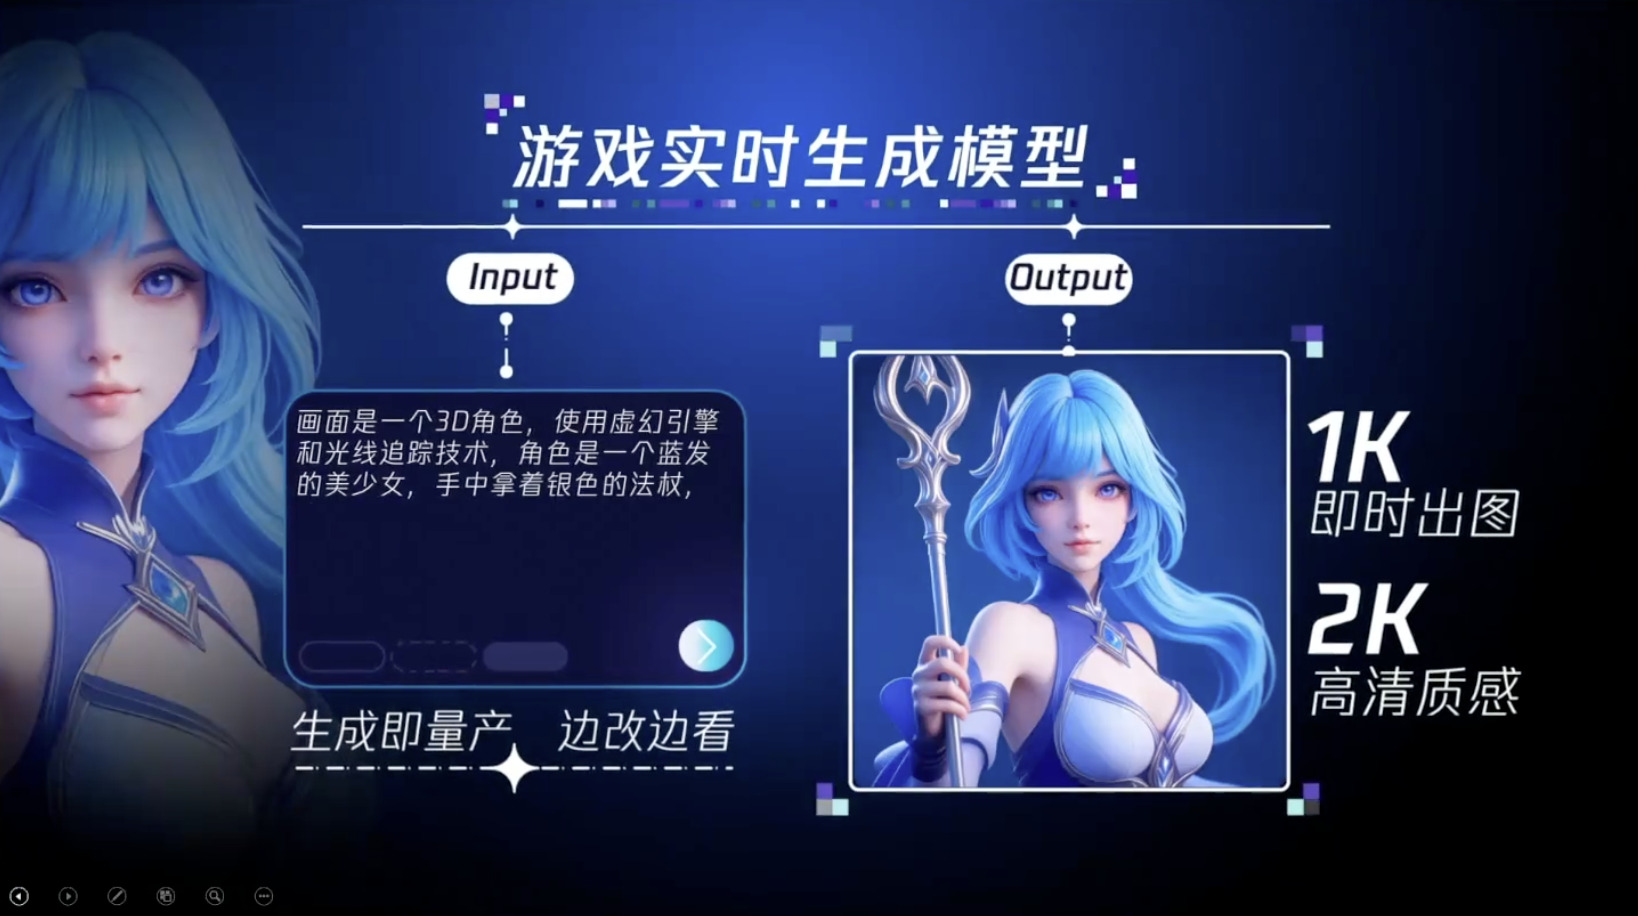 游戏实时生成模型
Input
Output
画面是一个3D角色，使用虚幻引擎
和光线追踪技术，角色是一个蓝发
的美少女，手中拿着银色的法杖，
生成即量产 边改边看
1K
即时出图
2K
高清质感